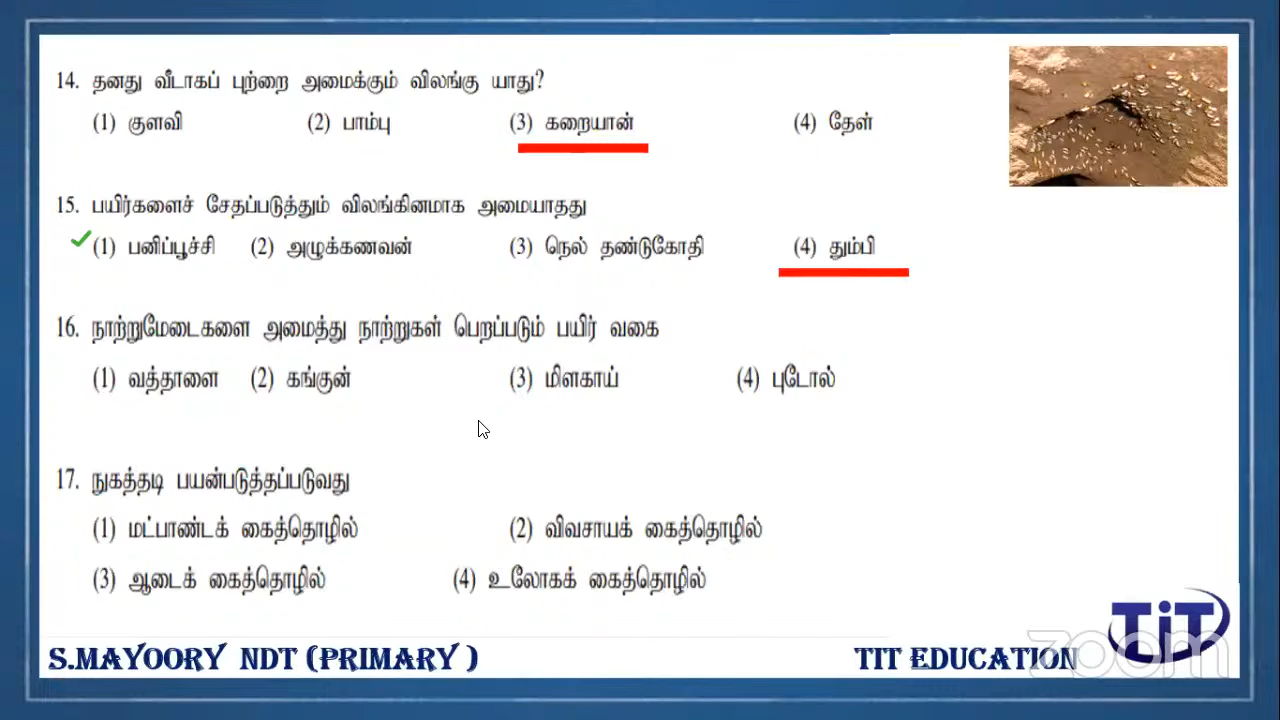 14. தனது வீடாகப் புற்றை அமைக்கும் விலங்கு யாது?
(1) குளவி (2) பாம்பு (3) கறையான் (4) தேள்
15. பயிர்களைச் சேதப்படுத்தும் விலங்கினமாக அமையாதது
(1) பனிப்பூச்சி (2) அழுக்கணவன் (3) நெல் தண்டுகோதி (4) தும்பி
16. நாற்றுமேடைகளை அமைத்து நாற்றுகள் பெறப்படும் பயிர் வகை
(1) வத்தாளை (2) கங்குன் (3) மிளகாய் (4) புடோல்
17. நுகத்தடி பயன்படுத்தப்படுவது
(1) மட்பாண்டக் கைத்தொழில் (2) விவசாயக் கைத்தொழில்
(3) ஆடைக் கைத்தொழில் (4) உலோகக் கைத்தொழில்
TiT
S.MAYOORY NDT (PRIMARY ) TIT EDUCATION
zoom